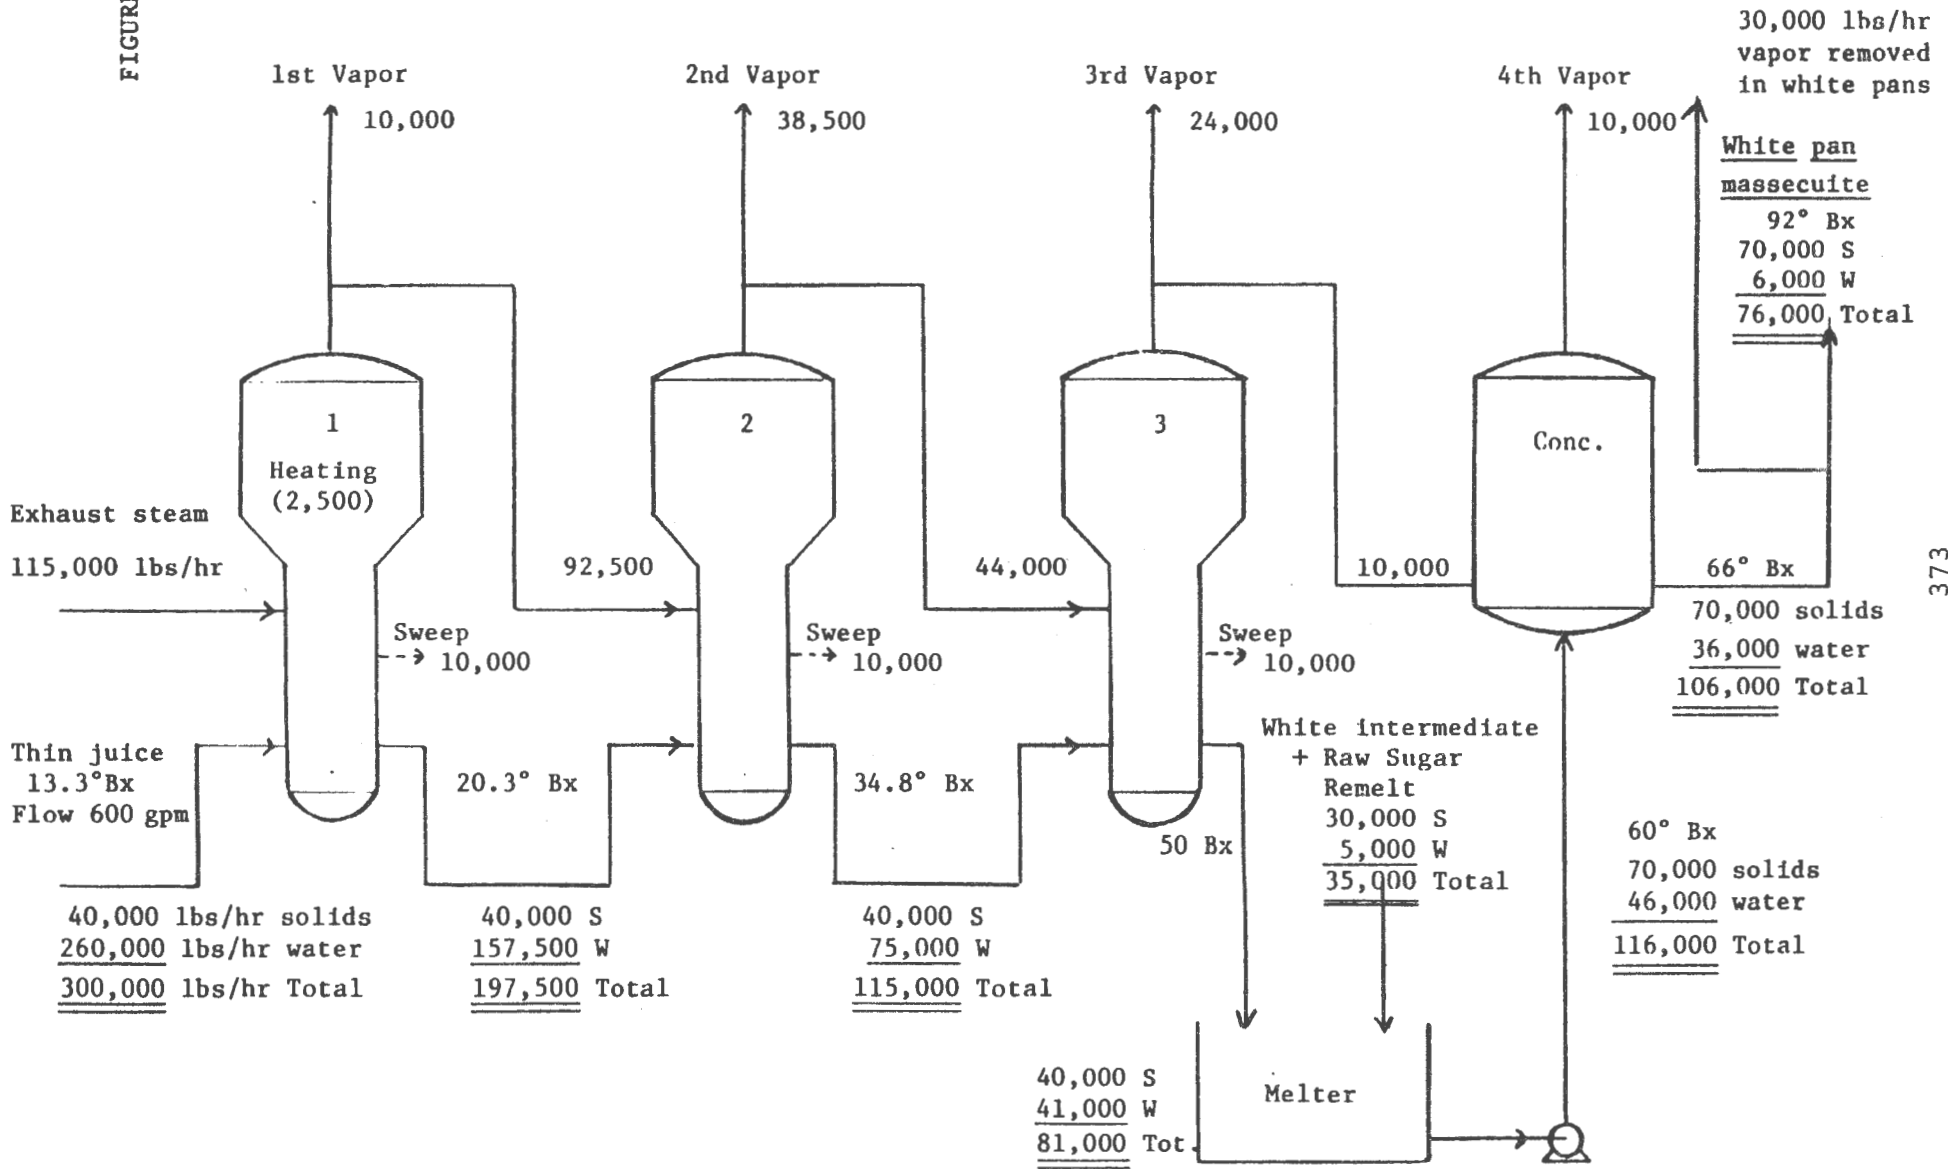 FIGURE
1st Vapor
10,000
2nd Vapor
38,500
3rd Vapor
24,000
4th Vapor
10,000
30,000 lbs/hr
vapor removed
in white pans
White pan
massecuite
92° Bx
70,000 S
6,000 W
76,000 Total
1
Heating
(2,500)
2
3
Conc.
Exhaust steam
115,000 lbs/hr
92,500
44,000
10,000
66° Bx
70,000 solids
36,000 water
106,000 Total
373
Sweep
10,000
Sweep
10,000
Sweep
10,000
Thin juice
13.3°Bx
Flow 600 gpm
20.3° Bx
34.8° Bx
50 Bx
White intermediate
+ Raw Sugar
Remelt
30,000 S
5,000 W
35,000 Total
60° Bx
70,000 solids
46,000 water
116,000 Total
40,000 lbs/hr solids
260,000 lbs/hr water
300,000 lbs/hr Total
40,000 S
157,500 W
197,500 Total
40,000 S
75,000 W
115,000 Total
40,000 S
41,000 W
81,000 Tot.
Melter